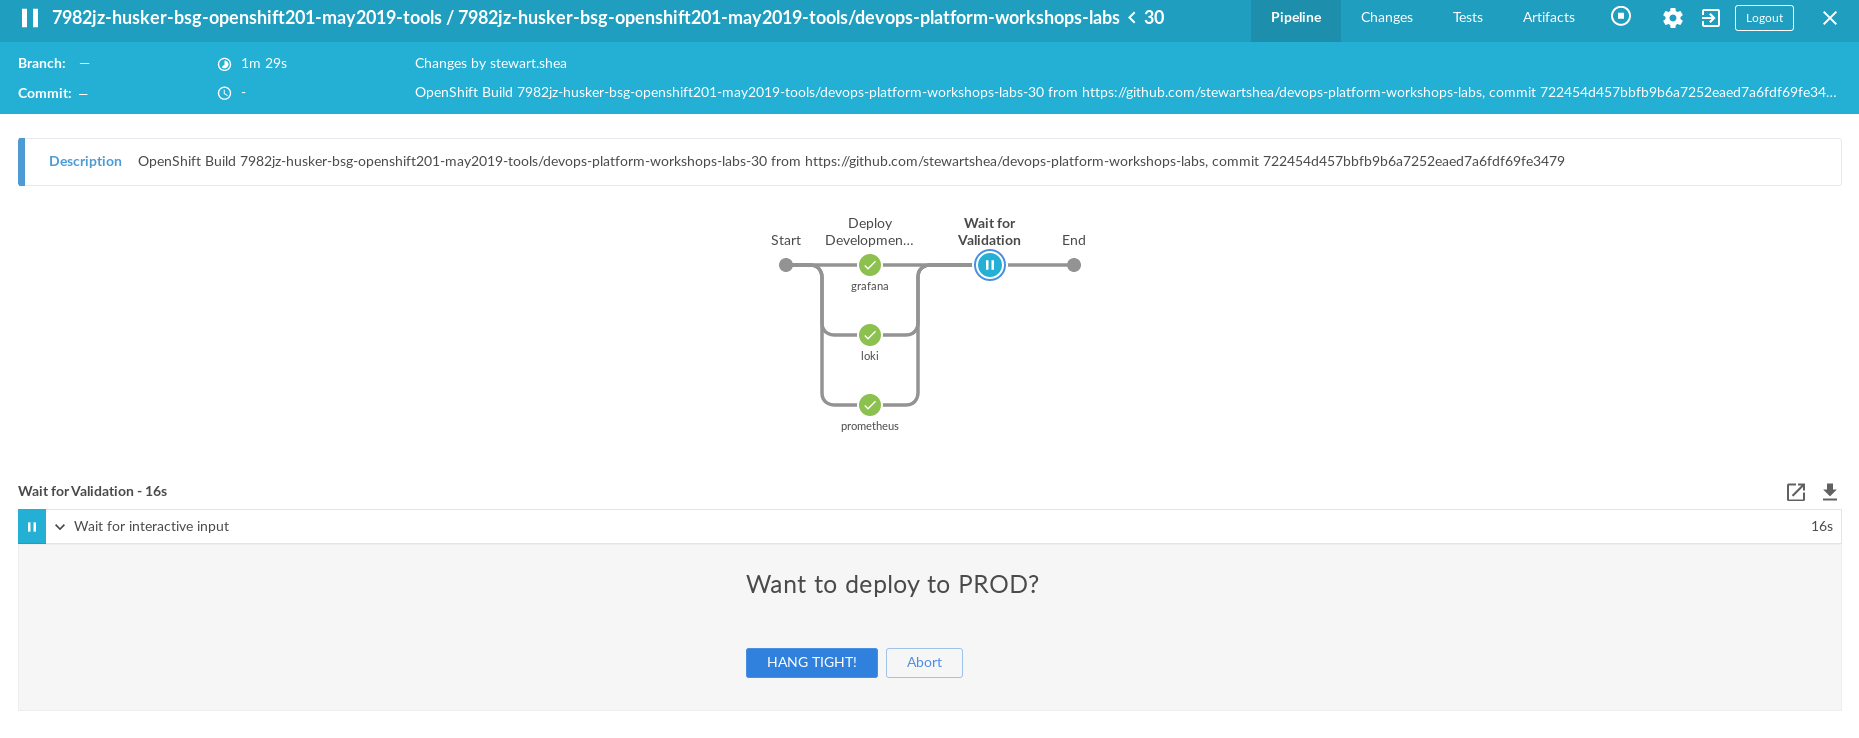 7982jz-husker-bsg-openshift201-may2019-tools / 7982jz-husker-bsg-openshift201-may2019-tools/devops-platform-workshops-labs < 30
Pipeline
Changes
Tests
Artifacts
Logout
Branch: —
1m 29s
Changes by stewart.shea
Commit: —
-
OpenShift Build 7982jz-husker-bsg-openshift201-may2019-tools/devops-platform-workshops-labs-30 from https://github.com/stewartshea/devops-platform-workshops-labs, commit 722454d457bbfb9b6a7252eaed7a6fdf69fe34...
Description OpenShift Build 7982jz-husker-bsg-openshift201-may2019-tools/devops-platform-workshops-labs-30 from https://github.com/stewartshea/devops-platform-workshops-labs, commit 722454d457bbfb9b6a7252eaed7a6fdf69fe3479
Start
Deploy
Developmen...
Wait for
Validation
End
grafana
loki
prometheus
Wait for Validation - 16s
Wait for interactive input
16s
Want to deploy to PROD?
HANG TIGHT!
Abort